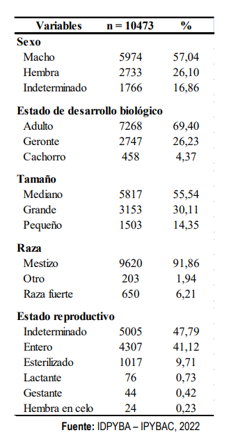 Variables n = 10473 %
Sexo
Macho 5974 57,04
Hembra 2733 26,10
Indeterminado 1766 16,86
Estado de desarrollo biológico
Adulto 7268 69,40
Geronte 2747 26,23
Cachorro 458 4,37
Tamaño
Mediano 5817 55,54
Grande 3153 30,11
Pequeño 1503 14,35
Raza
Mestizo 9620 91,86
Otro 203 1,94
Raza fuerte 650 6,21
Estado reproductivo
Indeterminado 5005 47,79
Entero 4307 41,12
Esterilizado 1017 9,71
Lactante 76 0,73
Gestante 44 0,42
Hembra en celo 24 0,23
Fuente: IDPYBA – IPYBAC, 2022